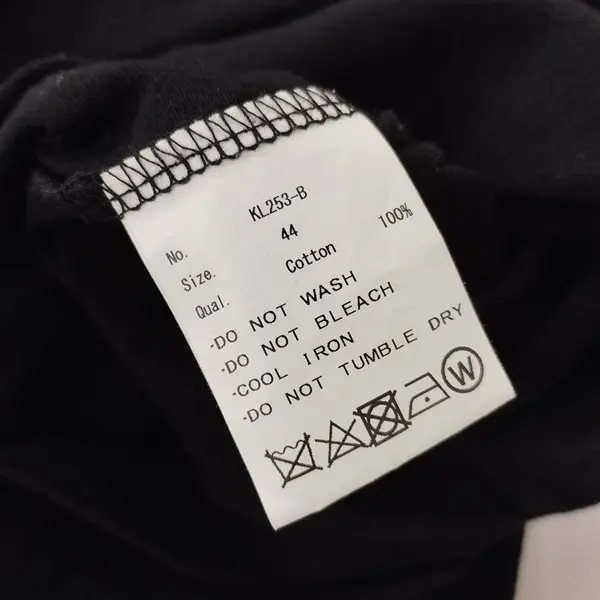 No. KL253-B
Size. 44
Qual. Cotton 100%
-DO NOT WASH
-DO NOT BLEACH
-COOL IRON
-DO NOT TUMBLE DRY
W